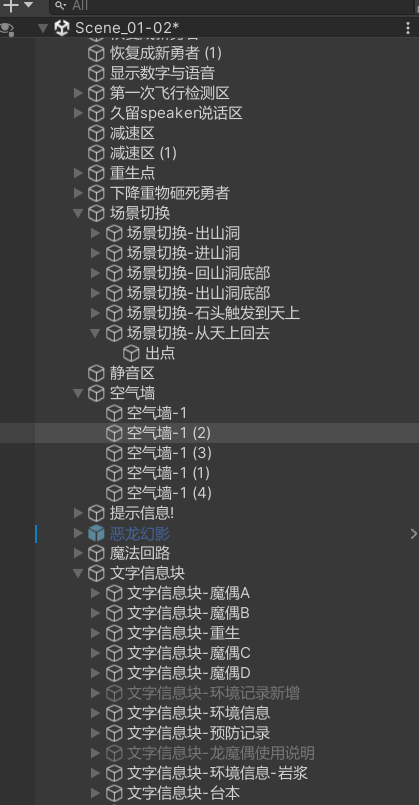 All
Scene_01-02*
恢复成新勇者 (1)
显示数字与语音
第一次飞行检测区
久留speaker说话区
减速区
减速区 (1)
重生点
下降重物砸死勇者
场景切换
场景切换-出山洞
场景切换-进山洞
场景切换-回山洞底部
场景切换-出山洞底部
场景切换-石头触发到天上
场景切换-从天上回去
出点
静音区
空气墙
空气墙-1
空气墙-1 (2)
空气墙-1 (3)
空气墙-1 (1)
空气墙-1 (4)
提示信息!
恶龙幻影
魔法回路
文字信息块
文字信息块-魔偶A
文字信息块-魔偶B
文字信息块-重生
文字信息块-魔偶C
文字信息块-魔偶D
文字信息块-环境记录新增
文字信息块-环境信息
文字信息块-预防记录
文字信息块-龙魔偶使用说明
文字信息块-环境信息-岩浆
文字信息块-台本